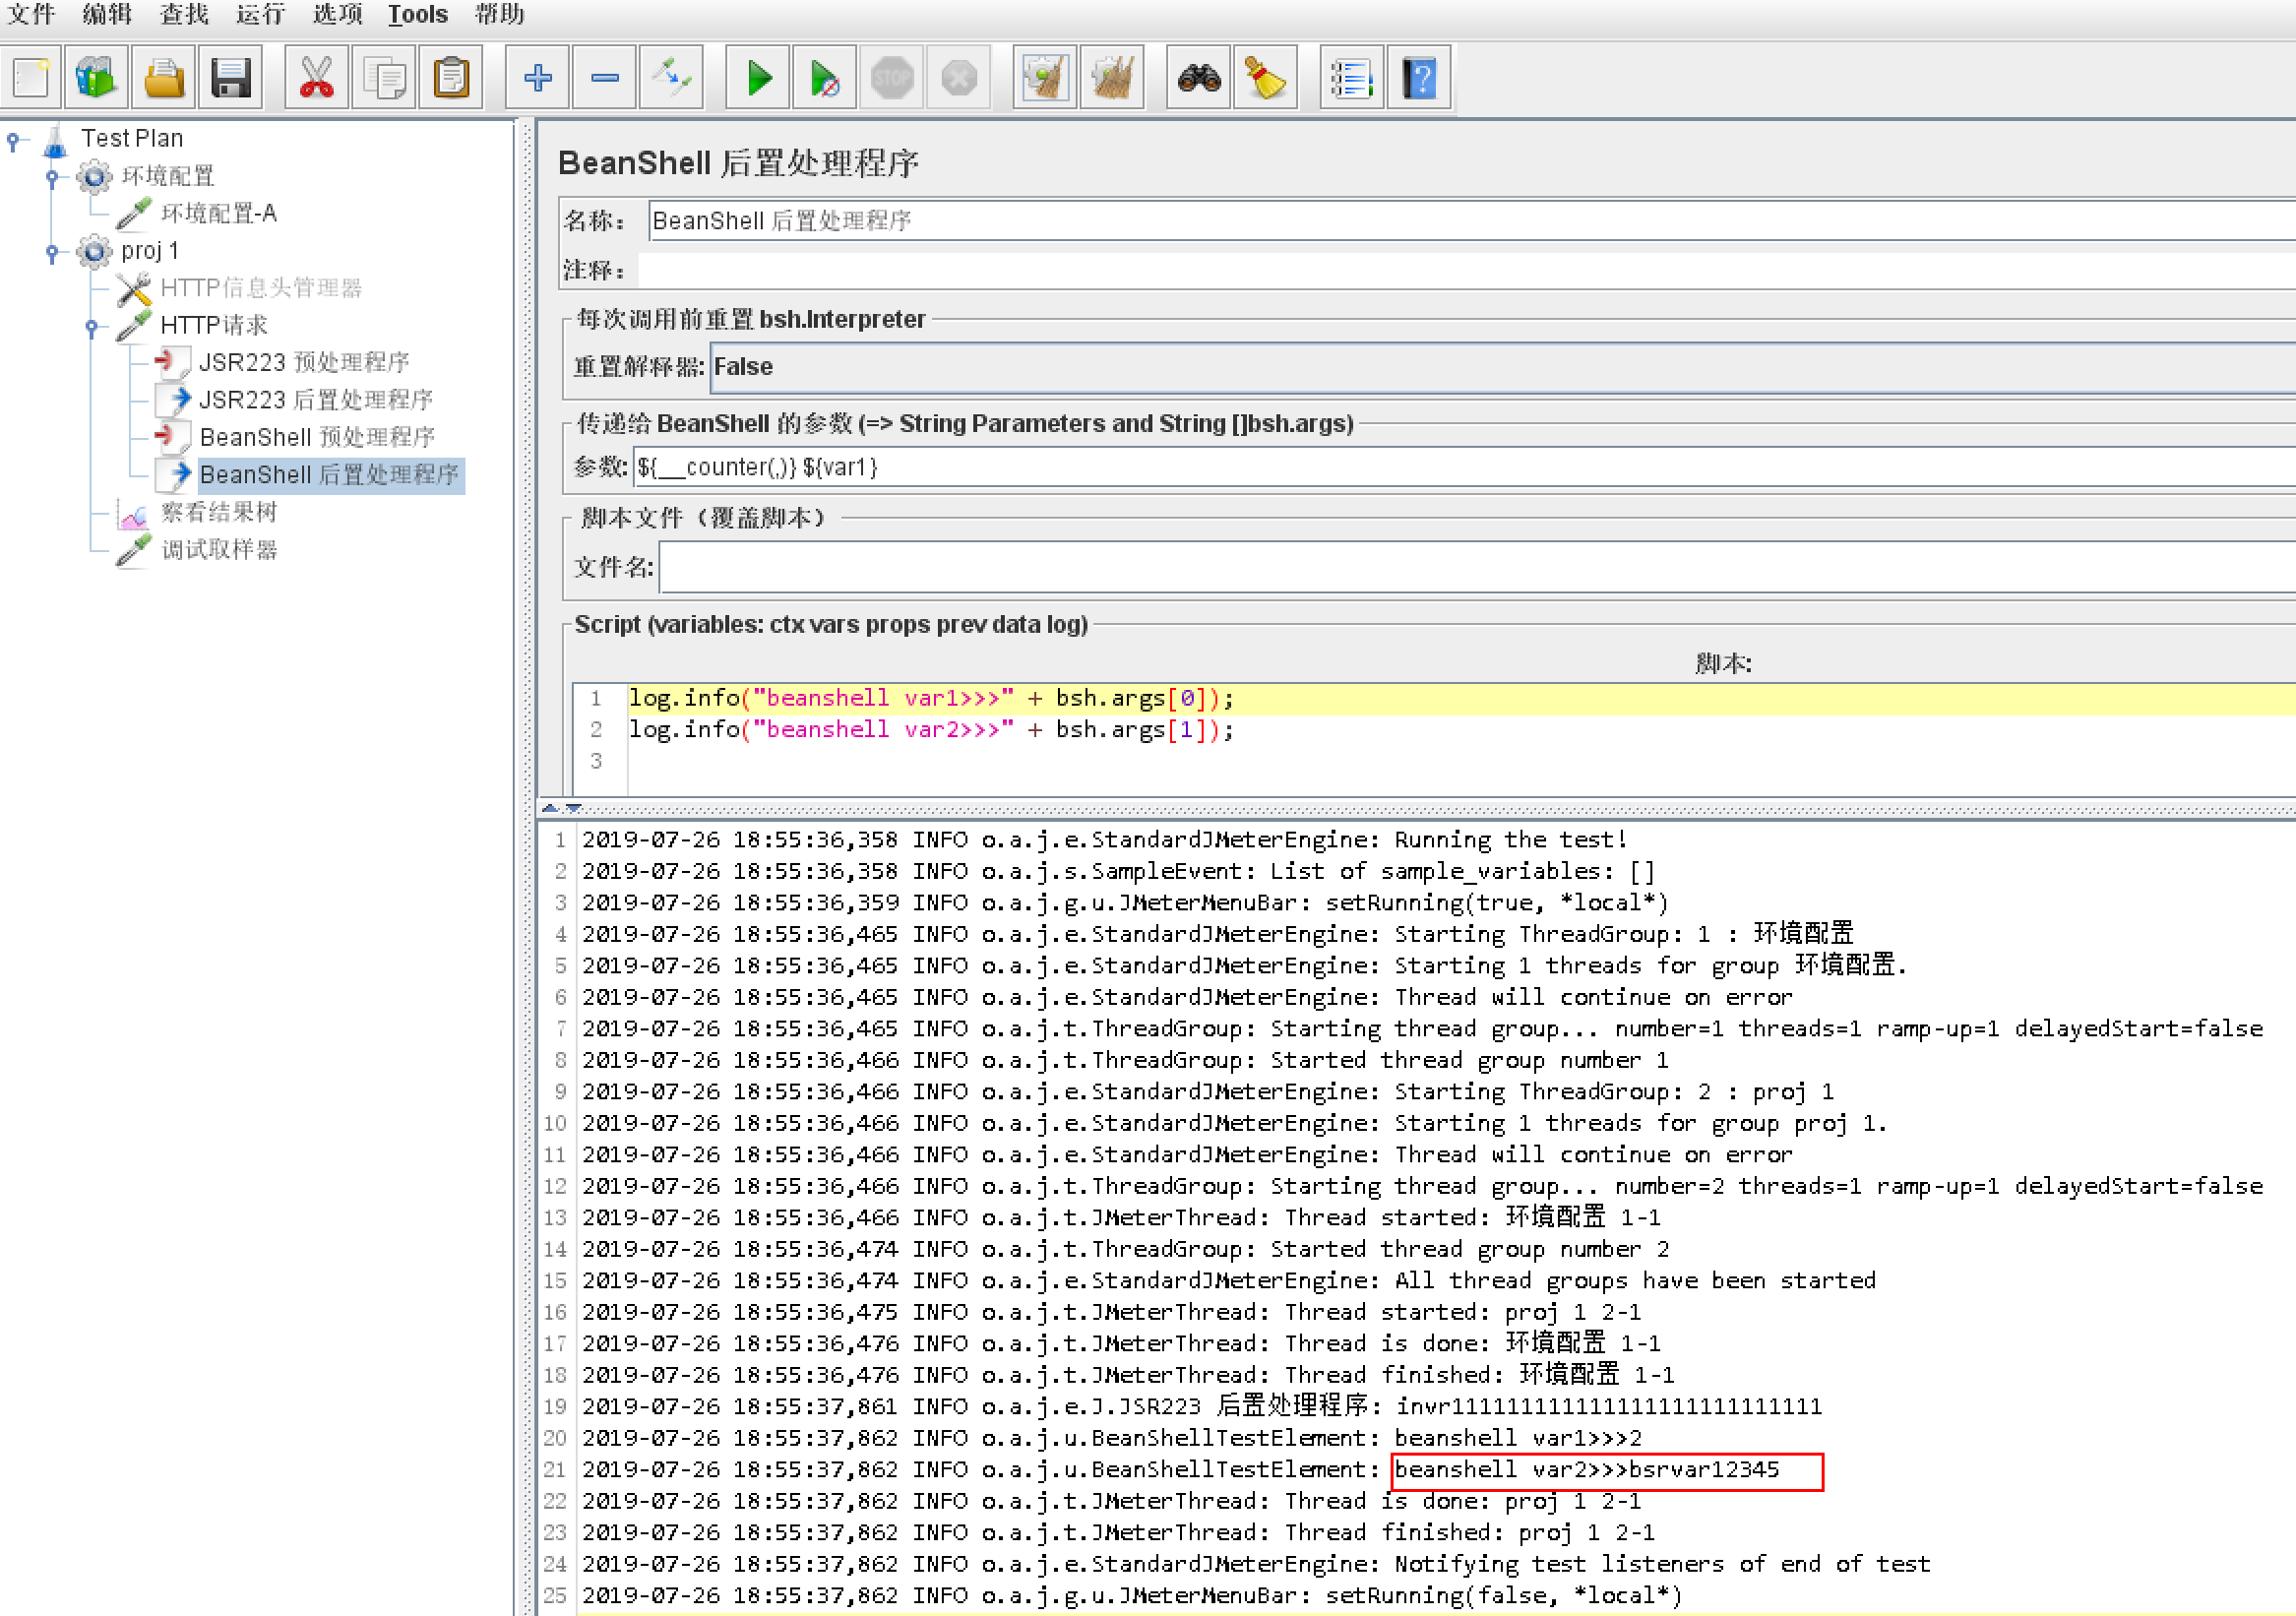 文件 编辑 查找 运行 选项 Tools 帮助
STOP
Test Plan
环境配置
环境配置-A
proj 1
HTTP信息头管理器
HTTP请求
JSR223 预处理程序
JSR223 后置处理程序
BeanShell 预处理程序
BeanShell 后置处理程序
察看结果树
调试取样器
BeanShell 后置处理程序
名称： BeanShell 后置处理程序
注释：
每次调用前重置 bsh.Interpreter
重置解释器: False
传递给 BeanShell 的参数 (=> String Parameters and String []bsh.args)
参数: ${__counter(,)} ${var1}
脚本文件（覆盖脚本）
文件名:
Script (variables: ctx vars props prev data log)
脚本:
1 log.info("beanshell var1>>>" + bsh.args[0]);
2 log.info("beanshell var2>>>" + bsh.args[1]);
3
1 2019-07-26 18:55:36,358 INFO o.a.j.e.StandardJMeterEngine: Running the test!
2 2019-07-26 18:55:36,358 INFO o.a.j.s.SampleEvent: List of sample_variables: []
3 2019-07-26 18:55:36,359 INFO o.a.j.g.u.JMeterMenuBar: setRunning(true, *local*)
4 2019-07-26 18:55:36,465 INFO o.a.j.e.StandardJMeterEngine: Starting ThreadGroup: 1 : 环境配置
5 2019-07-26 18:55:36,465 INFO o.a.j.e.StandardJMeterEngine: Starting 1 threads for group 环境配置.
6 2019-07-26 18:55:36,465 INFO o.a.j.e.StandardJMeterEngine: Thread will continue on error
7 2019-07-26 18:55:36,465 INFO o.a.j.t.ThreadGroup: Starting thread group... number=1 threads=1 ramp-up=1 delayedStart=false
8 2019-07-26 18:55:36,466 INFO o.a.j.t.ThreadGroup: Started thread group number 1
9 2019-07-26 18:55:36,466 INFO o.a.j.e.StandardJMeterEngine: Starting ThreadGroup: 2 : proj 1
10 2019-07-26 18:55:36,466 INFO o.a.j.e.StandardJMeterEngine: Starting 1 threads for group proj 1.
11 2019-07-26 18:55:36,466 INFO o.a.j.e.StandardJMeterEngine: Thread will continue on error
12 2019-07-26 18:55:36,466 INFO o.a.j.t.ThreadGroup: Starting thread group... number=2 threads=1 ramp-up=1 delayedStart=false
13 2019-07-26 18:55:36,466 INFO o.a.j.t.JMeterThread: Thread started: 环境配置 1-1
14 2019-07-26 18:55:36,474 INFO o.a.j.t.ThreadGroup: Started thread group number 2
15 2019-07-26 18:55:36,474 INFO o.a.j.e.StandardJMeterEngine: All thread groups have been started
16 2019-07-26 18:55:36,475 INFO o.a.j.t.JMeterThread: Thread started: proj 1 2-1
17 2019-07-26 18:55:36,476 INFO o.a.j.t.JMeterThread: Thread is done: 环境配置 1-1
18 2019-07-26 18:55:36,476 INFO o.a.j.t.JMeterThread: Thread finished: 环境配置 1-1
19 2019-07-26 18:55:37,861 INFO o.a.j.e.J.JSR223 后置处理程序: invr111111111111111111111111111
20 2019-07-26 18:55:37,862 INFO o.a.j.u.BeanShellTestElement: beanshell var1>>>2
21 2019-07-26 18:55:37,862 INFO o.a.j.u.BeanShellTestElement: beanshell var2>>>bsrvar12345
22 2019-07-26 18:55:37,862 INFO o.a.j.t.JMeterThread: Thread is done: proj 1 2-1
23 2019-07-26 18:55:37,862 INFO o.a.j.t.JMeterThread: Thread finished: proj 1 2-1
24 2019-07-26 18:55:37,862 INFO o.a.j.e.StandardJMeterEngine: Notifying test listeners of end of test
25 2019-07-26 18:55:37,862 INFO o.a.j.g.u.JMeterMenuBar: setRunning(false, *local*)